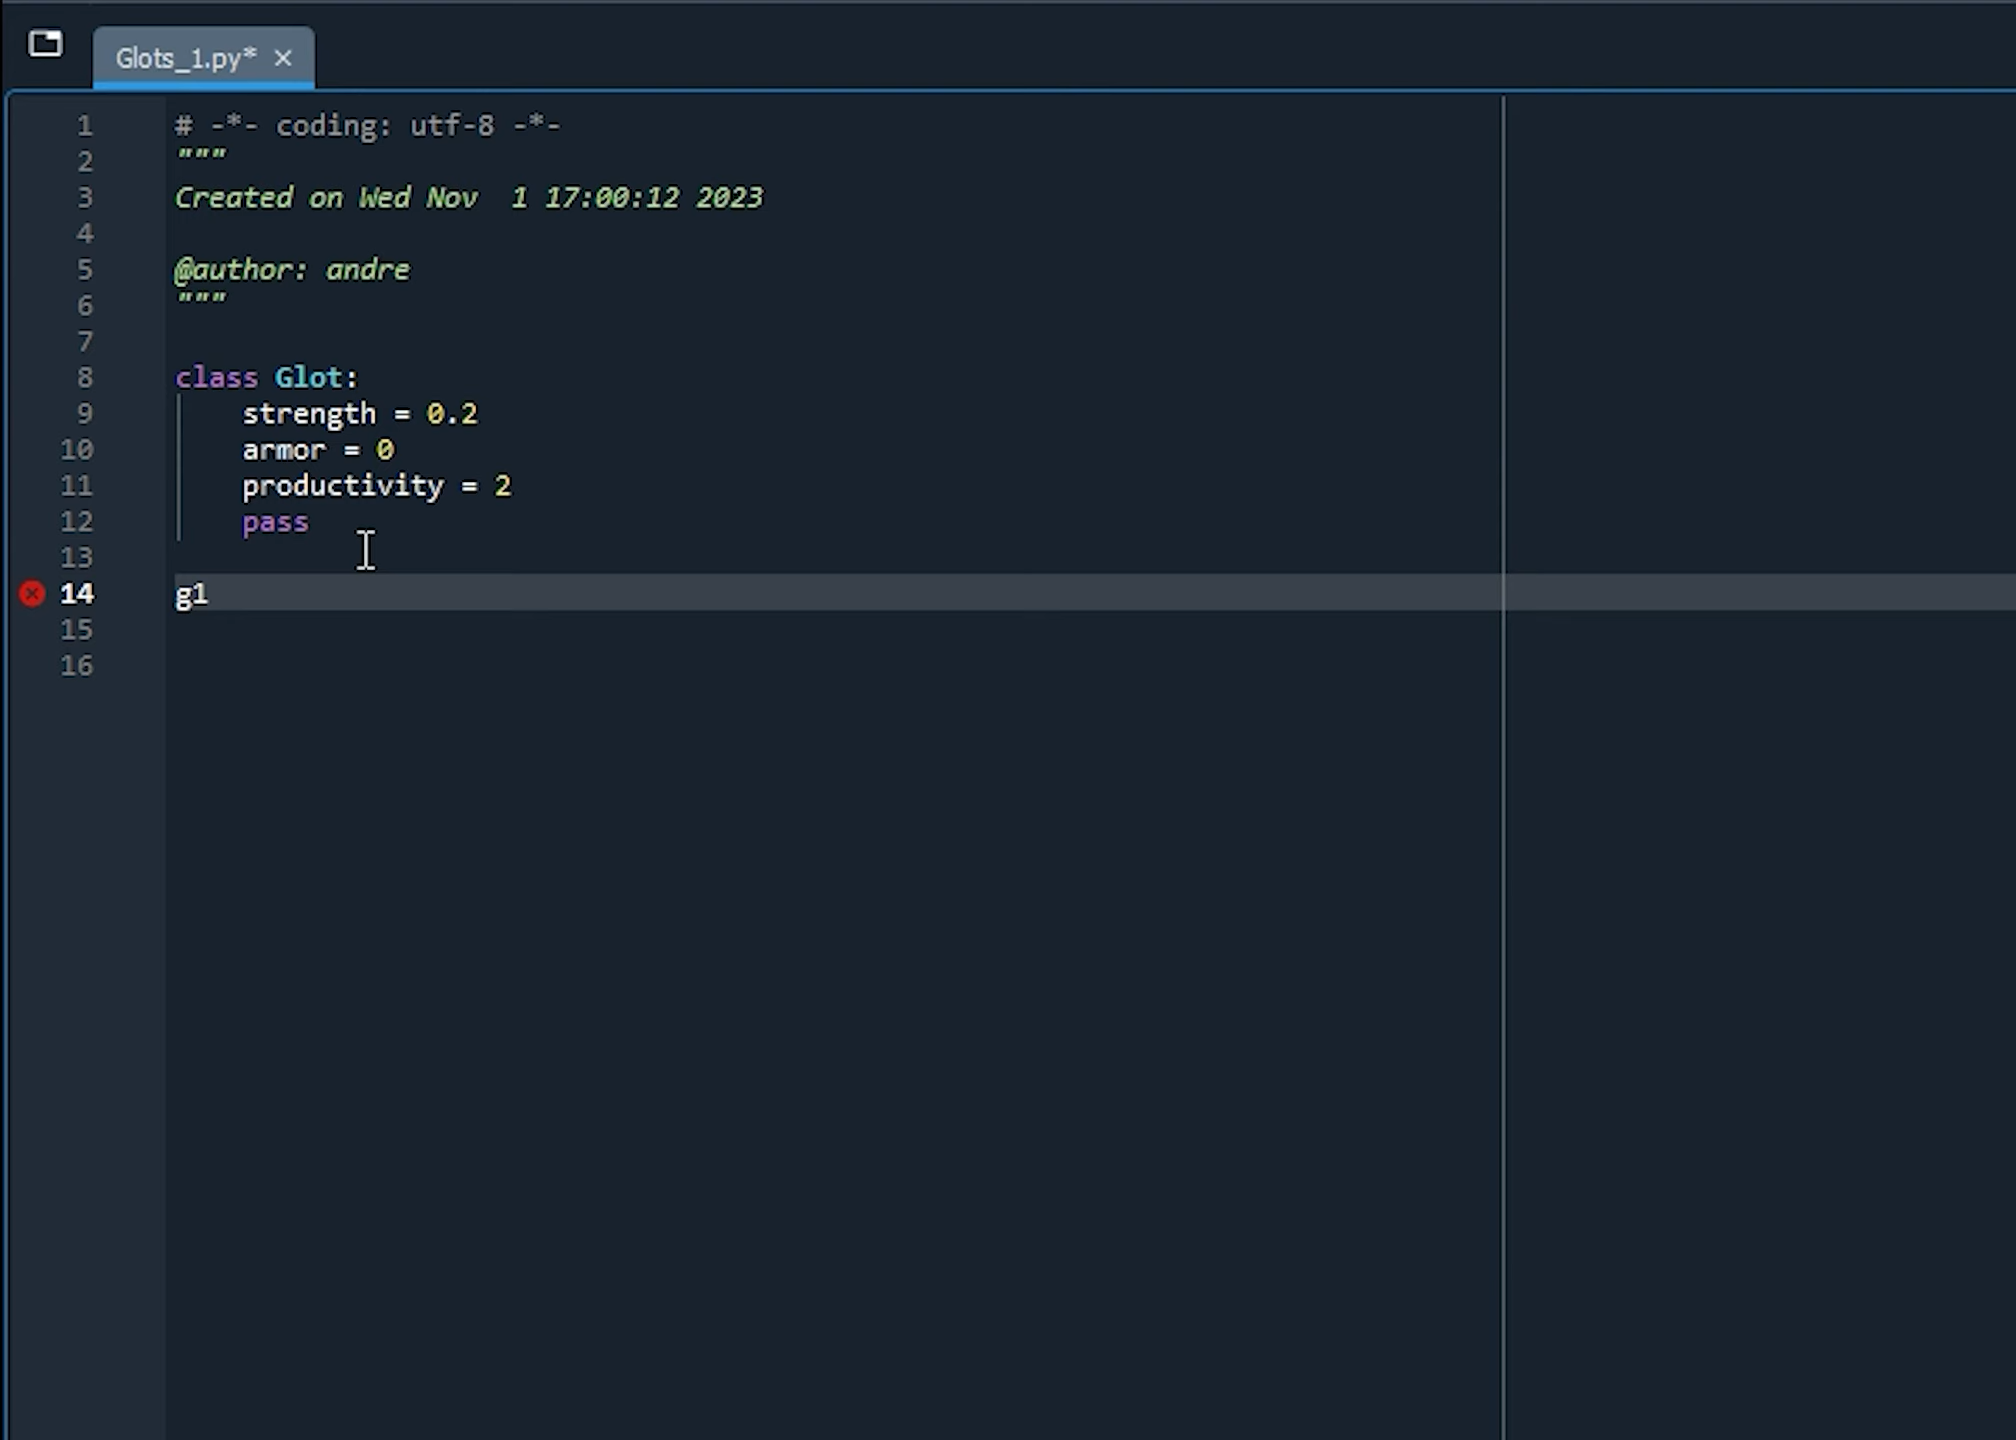 Glots_1.py* ×
1 # -*- coding: utf-8 -*-
2 """
3 Created on Wed Nov  1 17:00:12 2023
4
5 @author: andre
6 """
7
8 class Glot:
9     strength = 0.2
10     armor = 0
11     productivity = 2
12     pass
13
14 g1
15
16